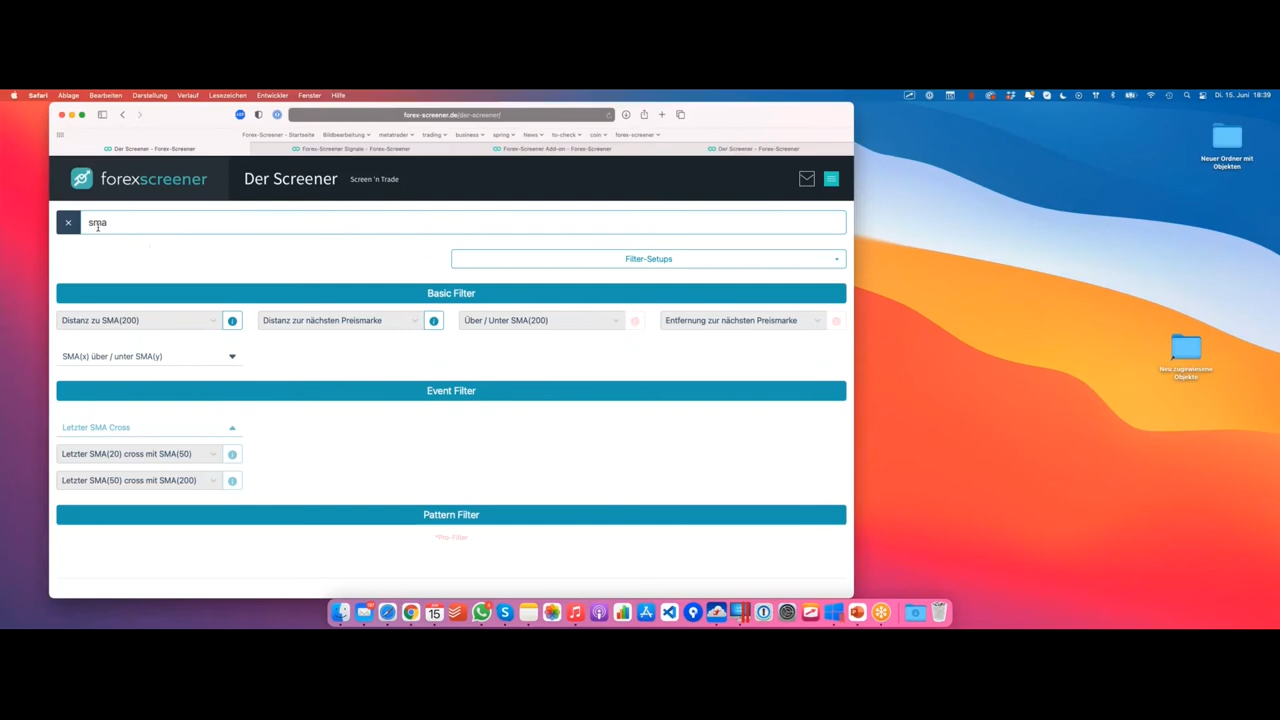 Safari Ablage Bearbeiten Darstellung Verlauf Lesezeichen Entwickler Fenster Hilfe
Di. 15. Juni 18:39
forex-screener.de/der-screener/
Forex-Screener - Startseite Bildbearbeitung metatrader trading business spring News to-check coin forex-screener
Der Screener - Forex-Screener
Forex-Screener Signale - Forex-Screener
Forex-Screener Add-on - Forex-Screener
Der Screener - Forex-Screener
forexscreener
Der Screener Screen 'n Trade
sma
Filter-Setups
Basic Filter
Distanz zu SMA(200)
Distanz zur nächsten Preismarke
Über / Unter SMA(200)
Entfernung zur nächsten Preismarke
SMA(x) über / unter SMA(y)
Event Filter
Letzter SMA Cross
Letzter SMA(20) cross mit SMA(50)
Letzter SMA(50) cross mit SMA(200)
Pattern Filter
*Pro-Filter
Neuer Ordner mit
Objekten
Neu zugewiesene
Objekte
15